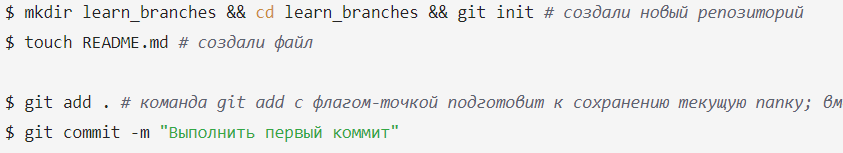 $ mkdir learn_branches && cd learn_branches && git init # создали новый репозиторий
$ touch README.md # создали файл
$ git add . # команда git add с флагом-точкой подготовит к сохранению текущую папку; вм
$ git commit -m "Выполнить первый коммит"